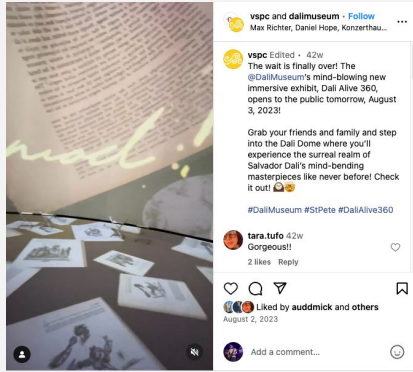 vspc and dalimuseum • Follow
Max Richter, Daniel Hope, Konzerthau...
vspc Edited • 42w
The wait is finally over! The
@DaliMuseum's mind-blowing new
immersive exhibit, Dali Alive 360,
opens to the public tomorrow, August
3, 2023!
Grab your friends and family and step
into the Dali Dome where you'll
experience the surreal realm of
Salvador Dali's mind-bending
masterpieces like never before! Check
it out! 🕰️🤯
#DaliMuseum #StPete #DaliAlive360
tara.tufo 42w
Gorgeous!!
2 likes Reply
Liked by auddmick and others
August 2, 2023
Add a comment...